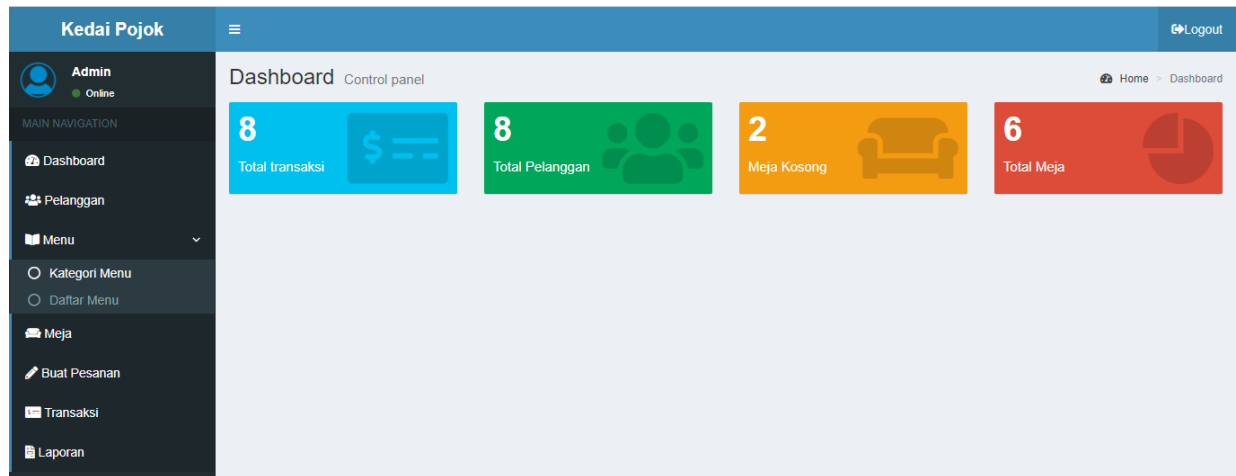 Kedai Pojok
Logout
Admin
Online
MAIN NAVIGATION
Dashboard
Pelanggan
Menu
Kategori Menu
Daftar Menu
Meja
Buat Pesanan
Transaksi
Laporan
Dashboard Control panel
Home > Dashboard
8
Total transaksi
8
Total Pelanggan
2
Meja Kosong
6
Total Meja